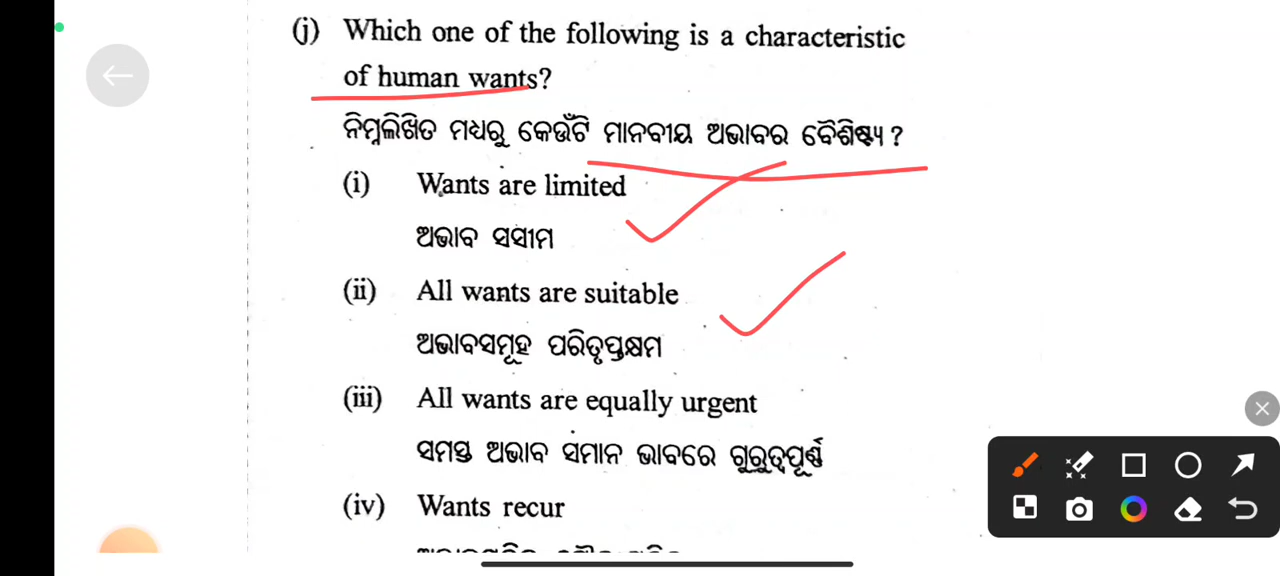 (j) Which one of the following is a characteristic
of human wants?
ନିମ୍ନଲିଖିତ ମଧ୍ୟରୁ କେଉଁଟି ମାନବୀୟ ଅଭାବର ବୈଶିଷ୍ଟ୍ୟ ?
(i) Wants are limited
ଅଭାବ ସସୀମ
(ii) All wants are suitable
ଅଭାବସମୂହ ପରିତୃପ୍ତକ୍ଷମ
(iii) All wants are equally urgent
ସମସ୍ତ ଅଭାବ ସମାନ ଭାବରେ ଗୁରୁତ୍ୱପୂର୍ଣ୍ଣ
(iv) Wants recur